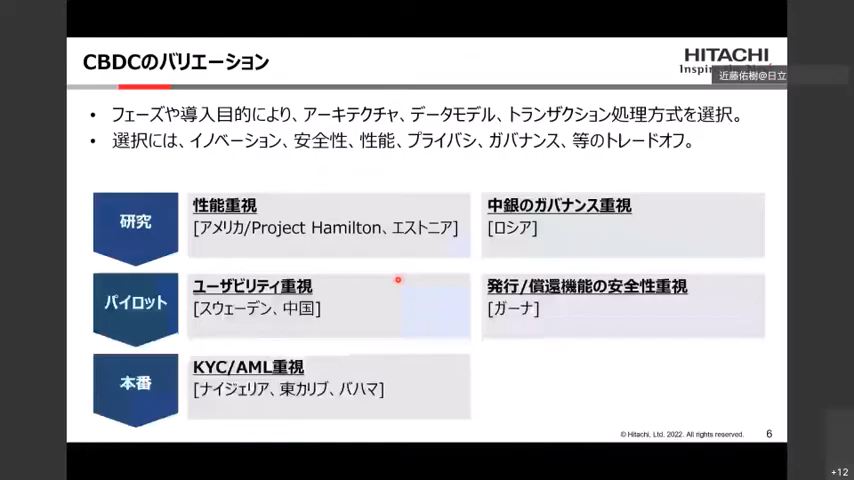 CBDCのバリエーション
HITACHI
Inspire the Next
近藤佑樹@日立
• フェーズや導入目的により、アーキテクチャ、データモデル、トランザクション処理方式を選択。
• 選択には、イノベーション、安全性、性能、プライバシ、ガバナンス、等のトレードオフ。
研究
性能重視
[アメリカ/Project Hamilton、エストニア]
中銀のガバナンス重視
[ロシア]
パイロット
ユーザビリティ重視
[スウェーデン、中国]
発行/償還機能の安全性重視
[ガーナ]
本番
KYC/AML重視
[ナイジェリア、東カリブ、バハマ]
© Hitachi, Ltd. 2022. All rights reserved.
6
+12